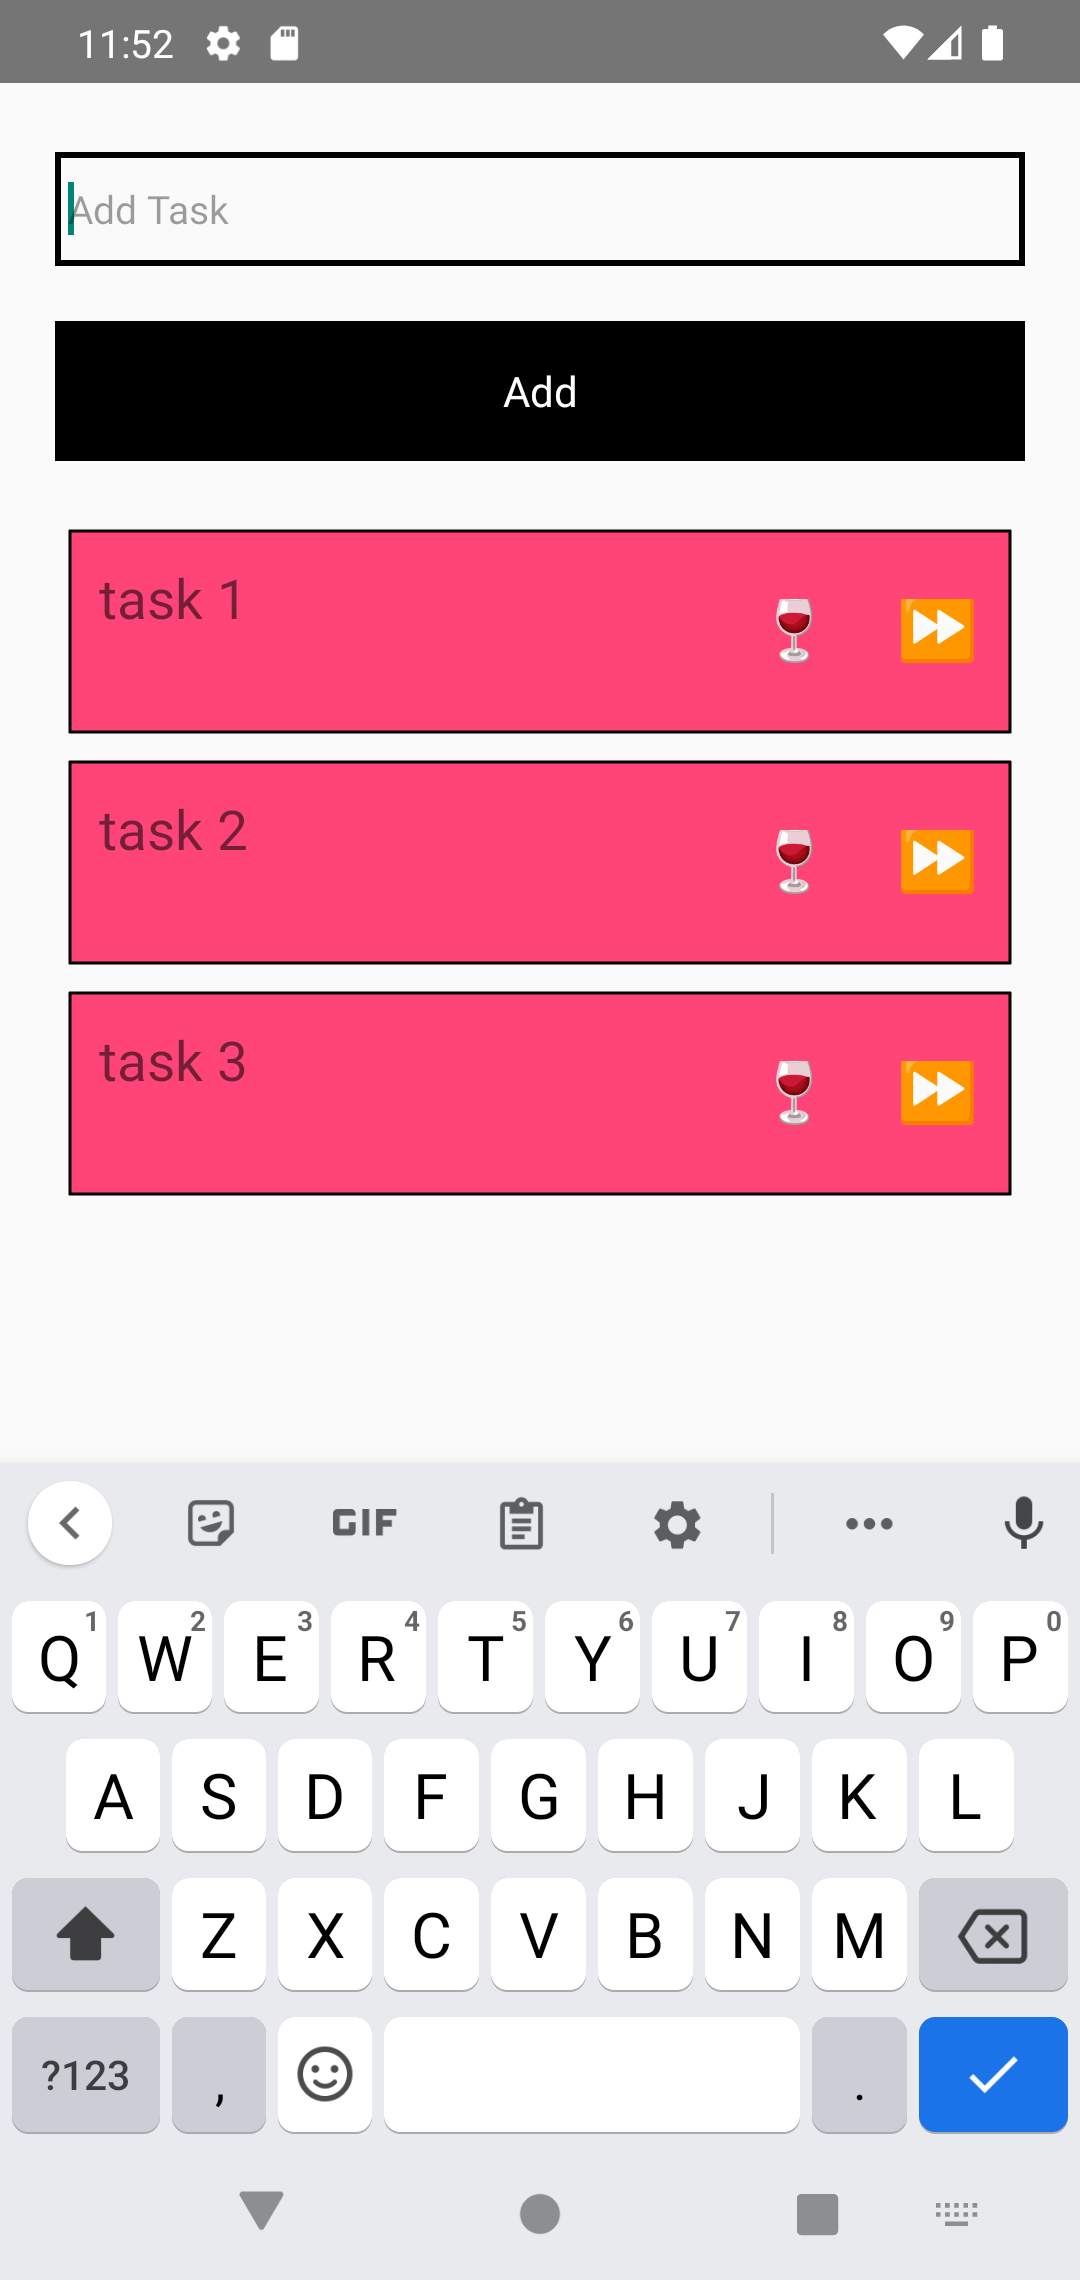 11:52
Add Task
Add
task 1 🍷 ⏩
task 2 🍷 ⏩
task 3 🍷 ⏩
GIF
Q1 W2 E3 R4 T5 Y6 U7 I8 O9 P0
A S D F G H J K L
Z X C V B N M
?123 , .